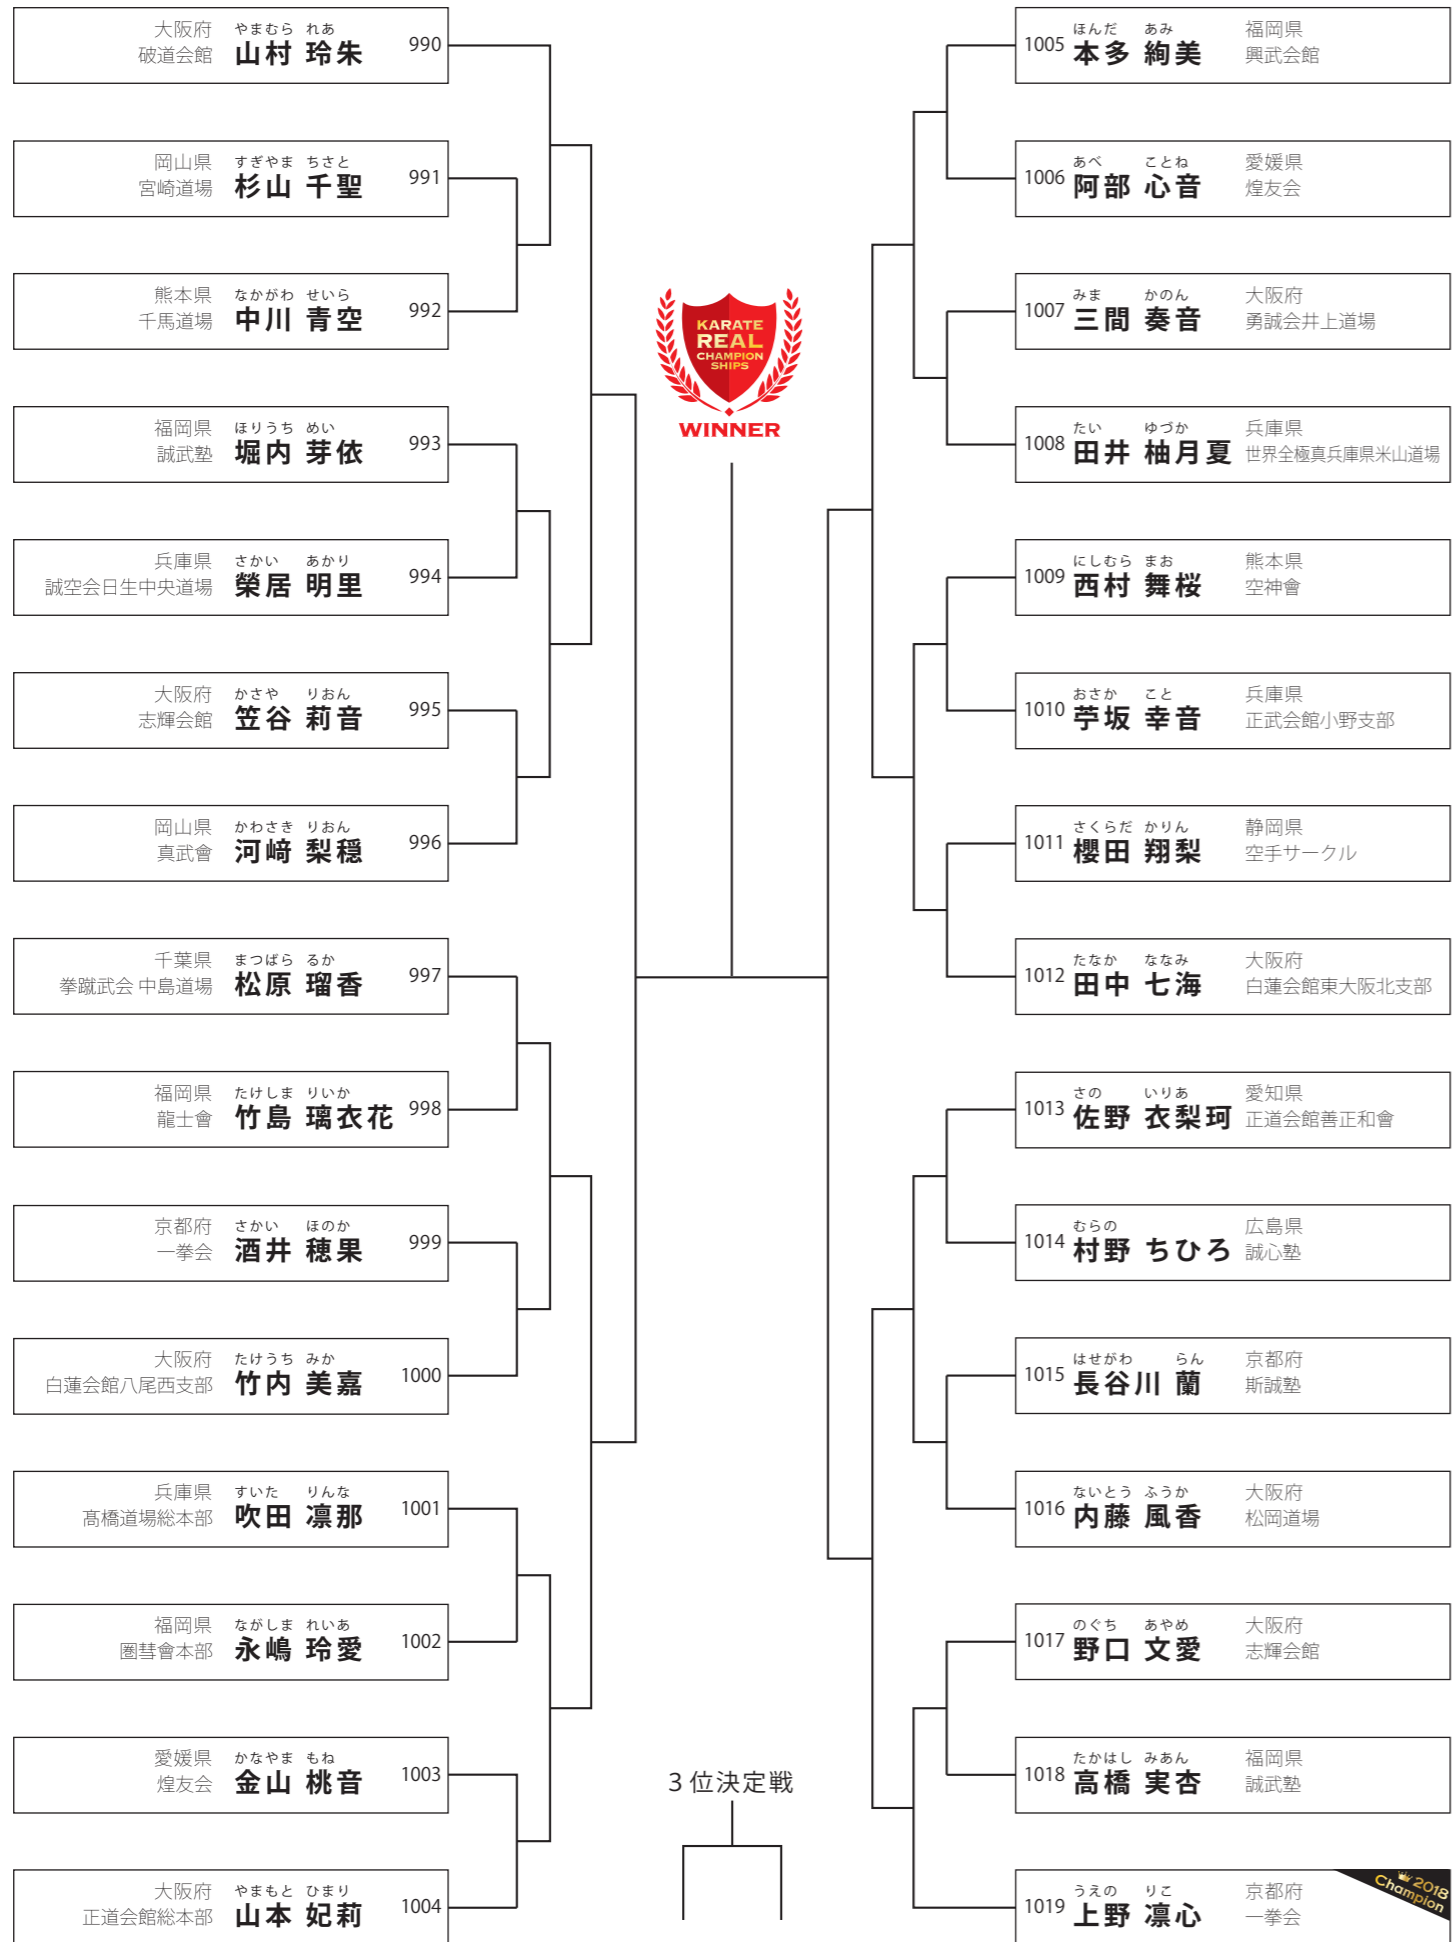 大阪府
破道会館
やまむら れあ
山村 玲朱
990
岡山県
宮崎道場
すぎやま ちさと
杉山 千聖
991
熊本県
千馬道場
なかがわ せいら
中川 青空
992
福岡県
誠武塾
ほりうち めい
堀内 芽依
993
兵庫県
誠空会日生中央道場
さかい あかり
榮居 明里
994
大阪府
志輝会館
かさや りおん
笠谷 莉音
995
岡山県
真武會
かわさき りおん
河﨑 梨穏
996
千葉県
拳蹴武会 中島道場
まつばら るか
松原 瑠香
997
福岡県
龍士會
たけしま りいか
竹島 璃衣花
998
京都府
一拳会
さかい ほのか
酒井 穂果
999
大阪府
白蓮会館八尾西支部
たけうち みか
竹内 美嘉
1000
兵庫県
髙橋道場総本部
すいた りんな
吹田 凛那
1001
福岡県
圏彗會本部
ながしま れいあ
永嶋 玲愛
1002
愛媛県
煌友会
かなやま もね
金山 桃音
1003
大阪府
正道会館総本部
やまもと ひまり
山本 妃莉
1004
KARATE
REAL
CHAMPION
SHIPS
WINNER
３位決定戦
1005
ほんだ あみ
本多 絢美
福岡県
興武会館
1006
あべ ことね
阿部 心音
愛媛県
煌友会
1007
みま かのん
三間 奏音
大阪府
勇誠会井上道場
1008
たい ゆづか
田井 柚月夏
兵庫県
世界全極真兵庫県米山道場
1009
にしむら まお
西村 舞桜
熊本県
空神會
1010
おさか こと
苧坂 幸音
兵庫県
正武会館小野支部
1011
さくらだ かりん
櫻田 翔梨
静岡県
空手サークル
1012
たなか ななみ
田中 七海
大阪府
白蓮会館東大阪北支部
1013
さの いりあ
佐野 衣梨珂
愛知県
正道会館善正和會
1014
むらの
村野 ちひろ
広島県
誠心塾
1015
はせがわ らん
長谷川 蘭
京都府
斯誠塾
1016
ないとう ふうか
内藤 風香
大阪府
松岡道場
1017
のぐち あやめ
野口 文愛
大阪府
志輝会館
1018
たかはし みあん
高橋 実杏
福岡県
誠武塾
1019
うえの りこ
上野 凛心
京都府
一拳会
2018
Champion